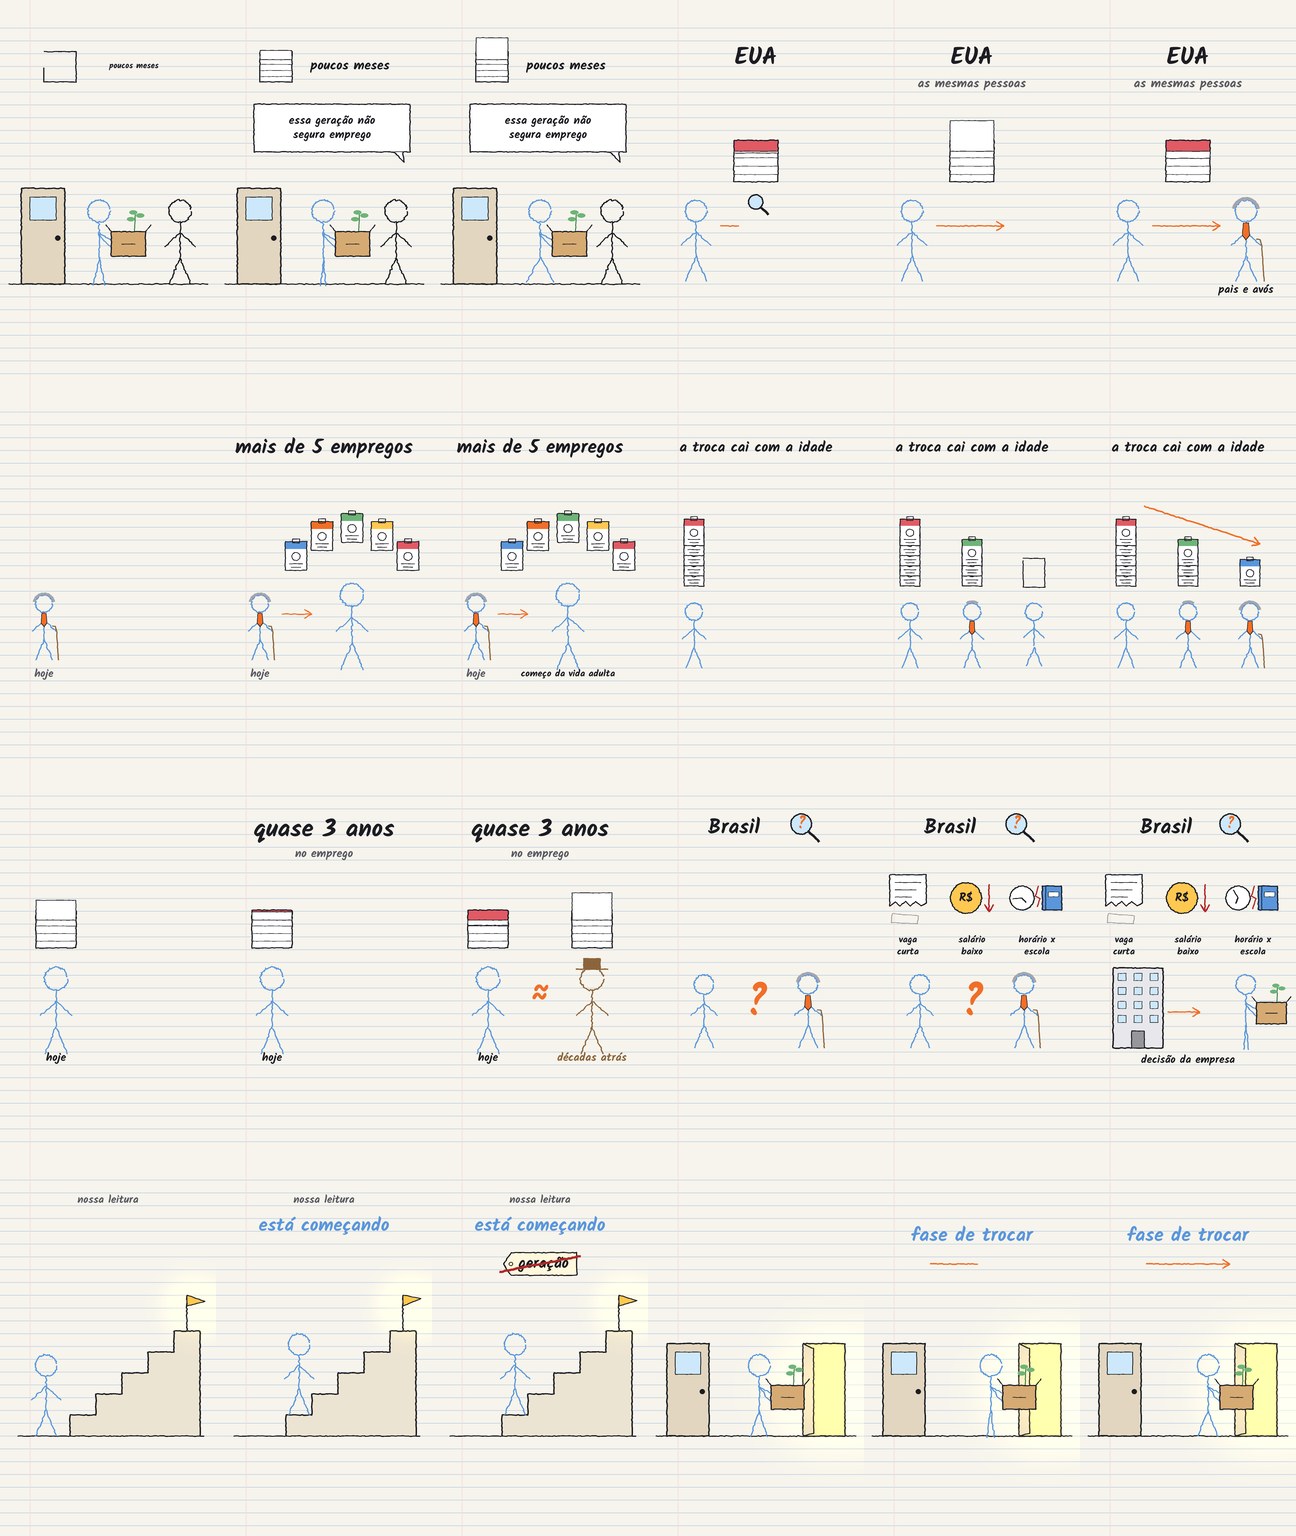 poucos meses
poucos meses
poucos meses
EUA
EUA
EUA
as mesmas pessoas
as mesmas pessoas
essa geração não
segura emprego
essa geração não
segura emprego
pais e avós
mais de 5 empregos
mais de 5 empregos
a troca cai com a idade
a troca cai com a idade
a troca cai com a idade
hoje
hoje
hoje
começo da vida adulta
quase 3 anos
no emprego
quase 3 anos
no emprego
Brasil
?
Brasil
?
Brasil
?
R$
R$
vaga
curta
salário
baixo
horário x
escola
vaga
curta
salário
baixo
horário x
escola
≈
?
?
hoje
hoje
hoje
décadas atrás
decisão da empresa
nossa leitura
nossa leitura
nossa leitura
está começando
está começando
geração
fase de trocar
fase de trocar